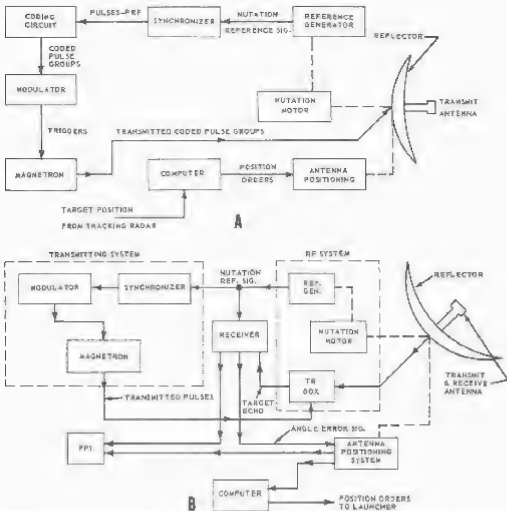 CODING
CIRCUIT
PULSES-PRF
SYNCHRONIZER
NUTATION
REFERENCE SIG.
REFERENCE
GENERATOR
REFLECTOR
CODED
PULSE
GROUPS
MODULATOR
NUTATION
MOTOR
TRANSMIT
ANTENNA
TRIGGERS
TRANSMITTED CODED PULSE GROUPS
MAGNETRON
COMPUTER
POSITION
ORDERS
ANTENNA
POSITIONING
TARGET POSITION
FROM TRACKING RADAR
A
TRANSMITTING SYSTEM
RF SYSTEM
NUTATION
REF. SIG.
MODULATOR
SYNCHRONIZER
REF.
GEN.
REFLECTOR
RECEIVER
NUTATION
MOTOR
MAGNETRON
TR
BOX
TRANSMIT
& RECEIVE
ANTENNA
TRANSMITTED PULSES
TARGET
ECHO
ANGLE ERROR SIG.
PPI
ANTENNA
POSITIONING
SYSTEM
B
COMPUTER
POSITION ORDERS
TO LAUNCHER